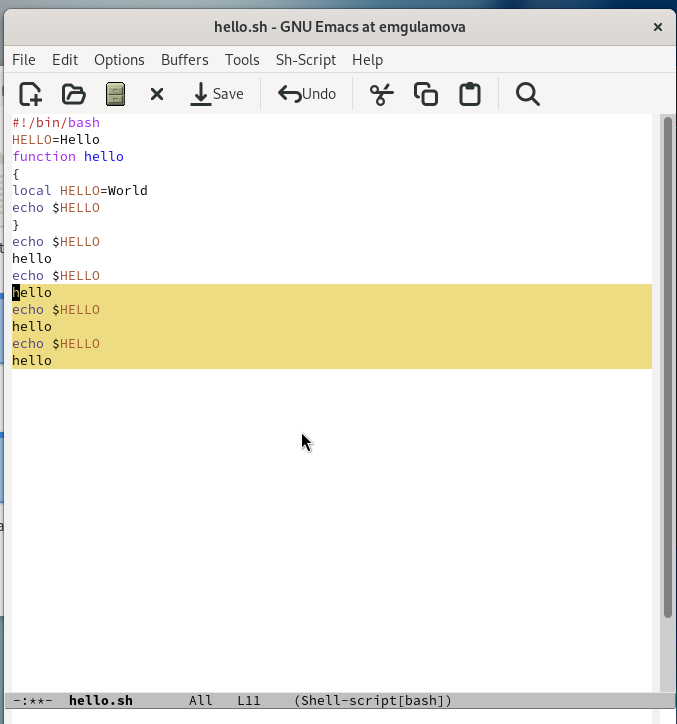 hello.sh - GNU Emacs at emgulamova
File Edit Options Buffers Tools Sh-Script Help
Save Undo
#!/bin/bash
HELLO=Hello
function hello
{
local HELLO=World
echo $HELLO
}
echo $HELLO
hello
echo $HELLO
hello
echo $HELLO
hello
echo $HELLO
hello
-:**- hello.sh All L11 (Shell-script[bash])